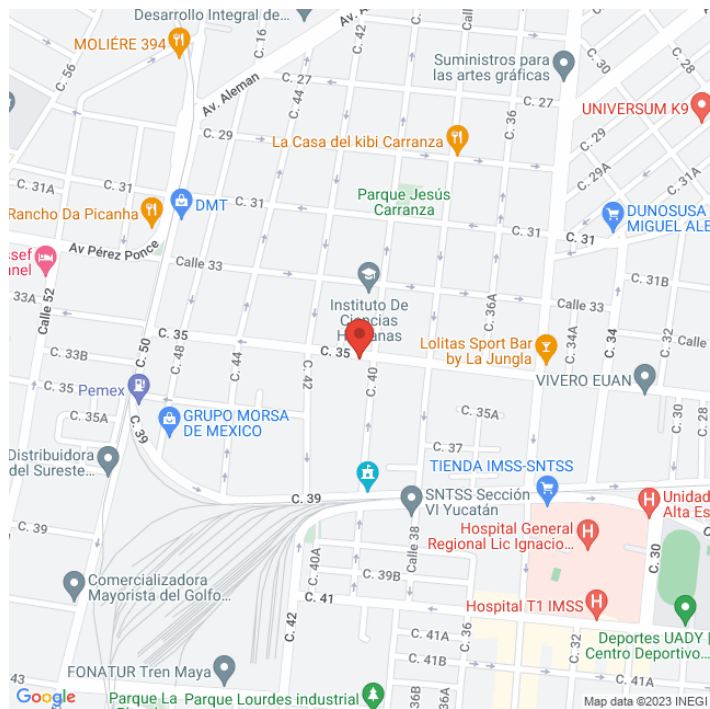 Desarrollo Integral de...
MOLIÉRE 394
C. 16
C. 42
Av. A
C. 56
C. 44
Av. Aleman
C. 27
Suministros para
las artes gráficas
C. 30
C. 27
C. 36
C. 29
UNIVERSUM K9
La Casa del kibi Carranza
C. 29
C. 29
C. 29A
C. 31A
C. 31A
C. 31
DMT
Rancho Da Picanha
C. 31
Parque Jesús
Carranza
DUNOSUSA
MIGUEL ALE
C. 31
C. 31
Av Pérez Ponce
ssef
anel
Calle 33
Calle 52
33A
C. 40
Instituto De
Ciencias
Humanas
C. 36A
Calle 33
C. 31B
C. 35
C. 50
C. 48
C. 44
C. 35
Lolitas Sport Bar
by La Jungla
C. 34A
C. 34
C. 32
C. 33B
C. 35
C. 42
C. 40
C. 35
VIVERO EUAN
Pemex
C. 35A
GRUPO MORSA
DE MEXICO
C. 39
C. 35A
C. 30
C. 37
Distribuidora
del Sureste...
TIENDA IMSS-SNTSS
C. 39
SNTSS Sección
VI Yucatán
Unidad
Alta Es
C. 39
Hospital General
Regional Lic Ignacio...
C. 40A
Calle 38
C. 30
Comercializadora
Mayorista del Golfo...
C. 39B
C. 41
Hospital T1 IMSS
C. 42
C. 36
C. 41A
C. 32
Deportes UADY |
Centro Deportivo...
C. 41B
FONATUR Tren Maya
C. 41A
43
36B
C. 36A
Parque La
Parque Lourdes industrial
Google
Map data ©2023 INEGI